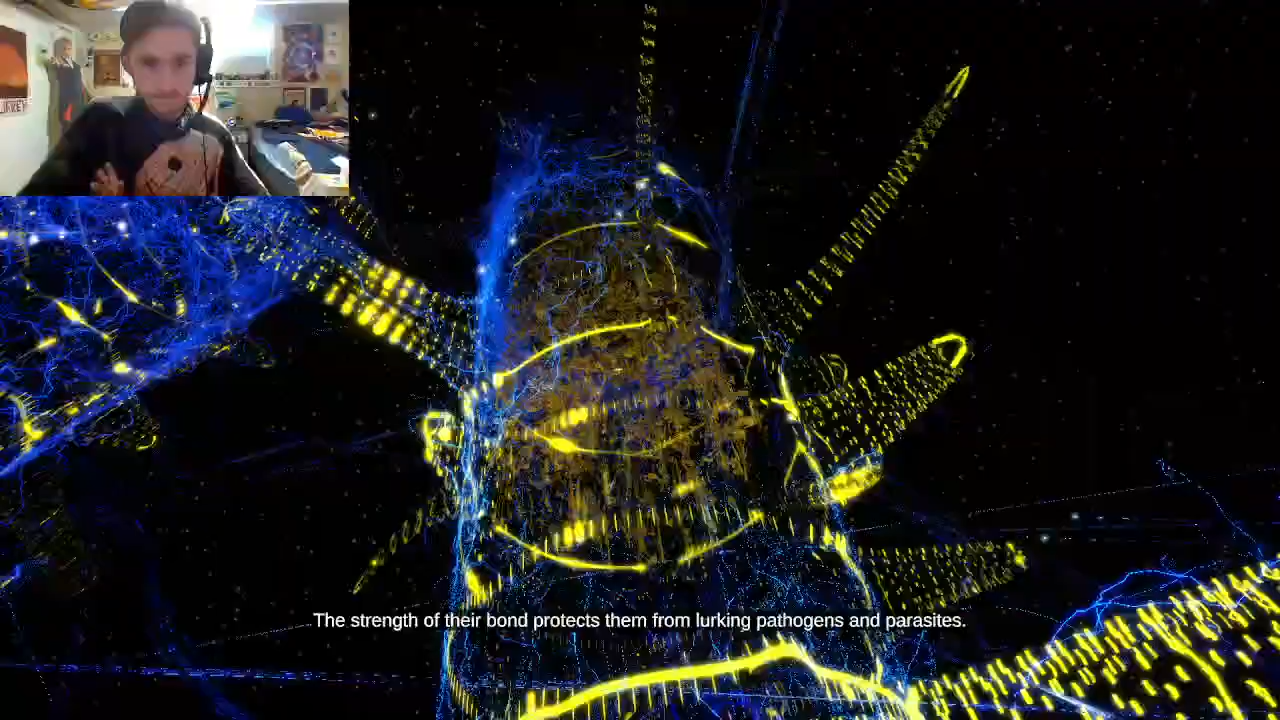 The strength of their bond protects them from lurking pathogens and parasites.